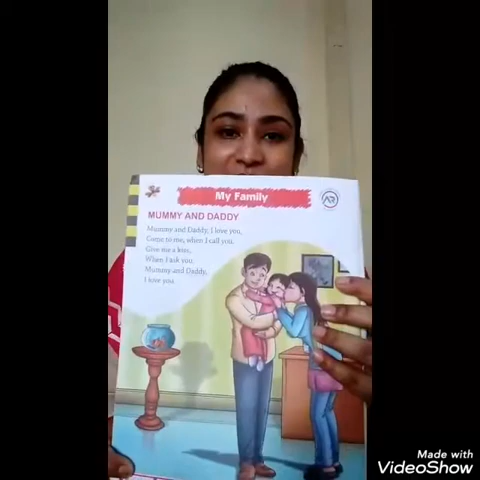 My Family
AR
MUMMY AND DADDY
Mummy and Daddy, I love you,
Come to me, when I call you.
Give me a kiss,
When I ask you.
Mummy and Daddy,
I love you.
Made with
VideoShow